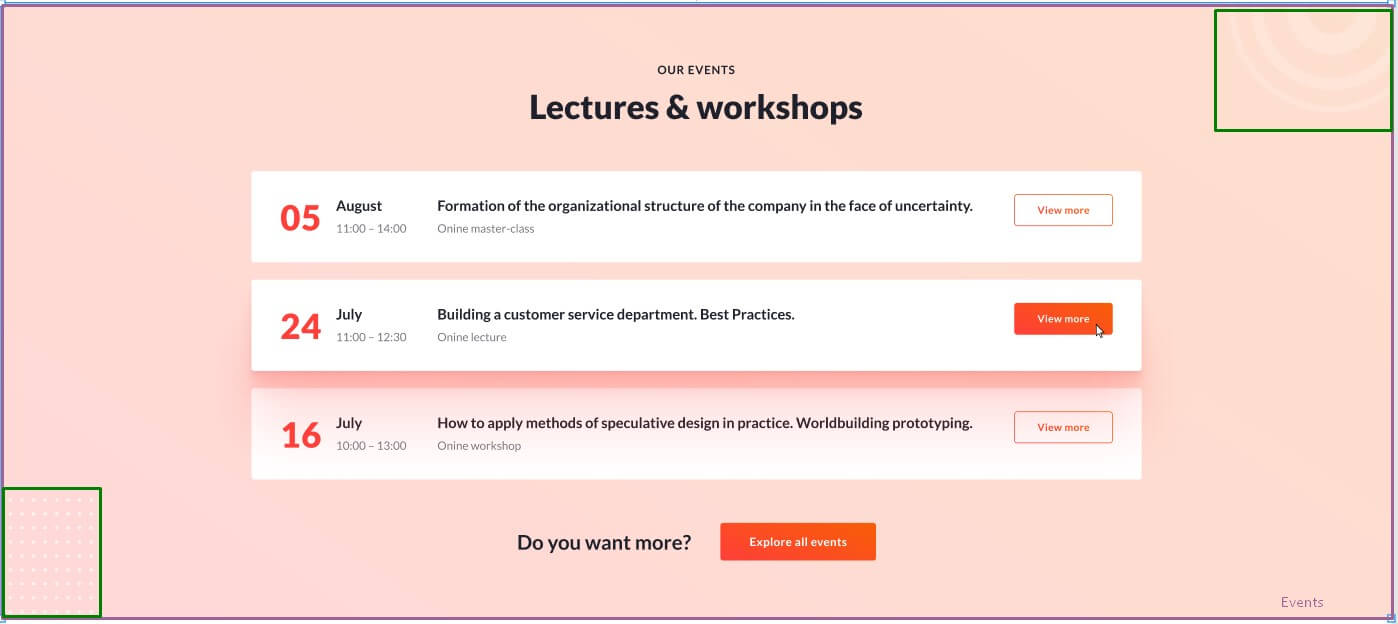 OUR EVENTS
Lectures & workshops
05
August
11:00 – 14:00
Formation of the organizational structure of the company in the face of uncertainty.
Onine master-class
View more
24
July
11:00 – 12:30
Building a customer service department. Best Practices.
Onine lecture
View more
16
July
10:00 – 13:00
How to apply methods of speculative design in practice. Worldbuilding prototyping.
Onine workshop
View more
Do you want more?
Explore all events
Events